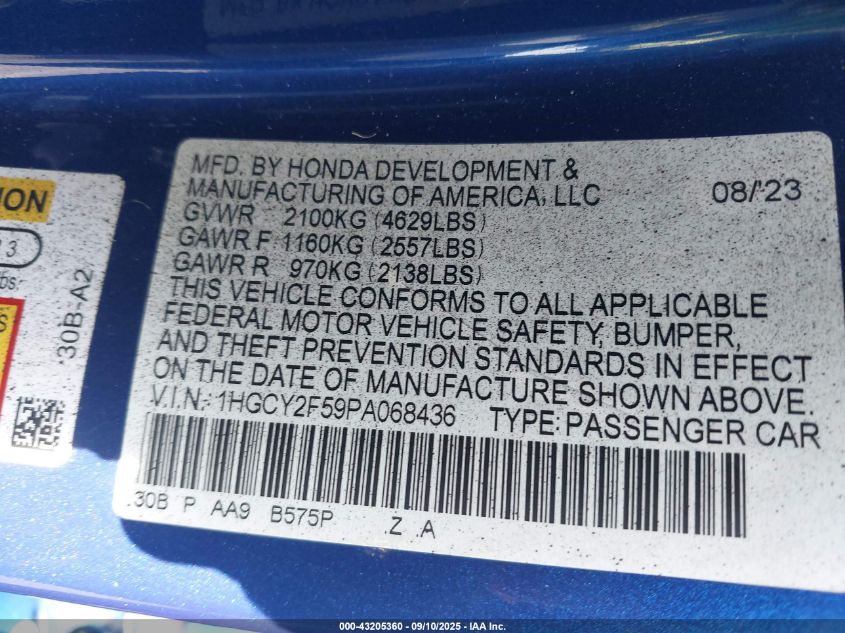 MFD. BY HONDA DEVELOPMENT &
MANUFACTURING OF AMERICA, LLC 08/'23
GVWR 2100KG (4629LBS)
GAWR F 1160KG (2557LBS)
GAWR R 970KG (2138LBS)
THIS VEHICLE CONFORMS TO ALL APPLICABLE
FEDERAL MOTOR VEHICLE SAFETY, BUMPER,
AND THEFT PREVENTION STANDARDS IN EFFECT
ON THE DATE OF MANUFACTURE SHOWN ABOVE.
V.I.N.: 1HGCY2F59PA068436 TYPE: PASSENGER CAR
30B P AA9 B575P Z A
30B-A2
000-43205360 - 09/10/2025 - IAA Inc.